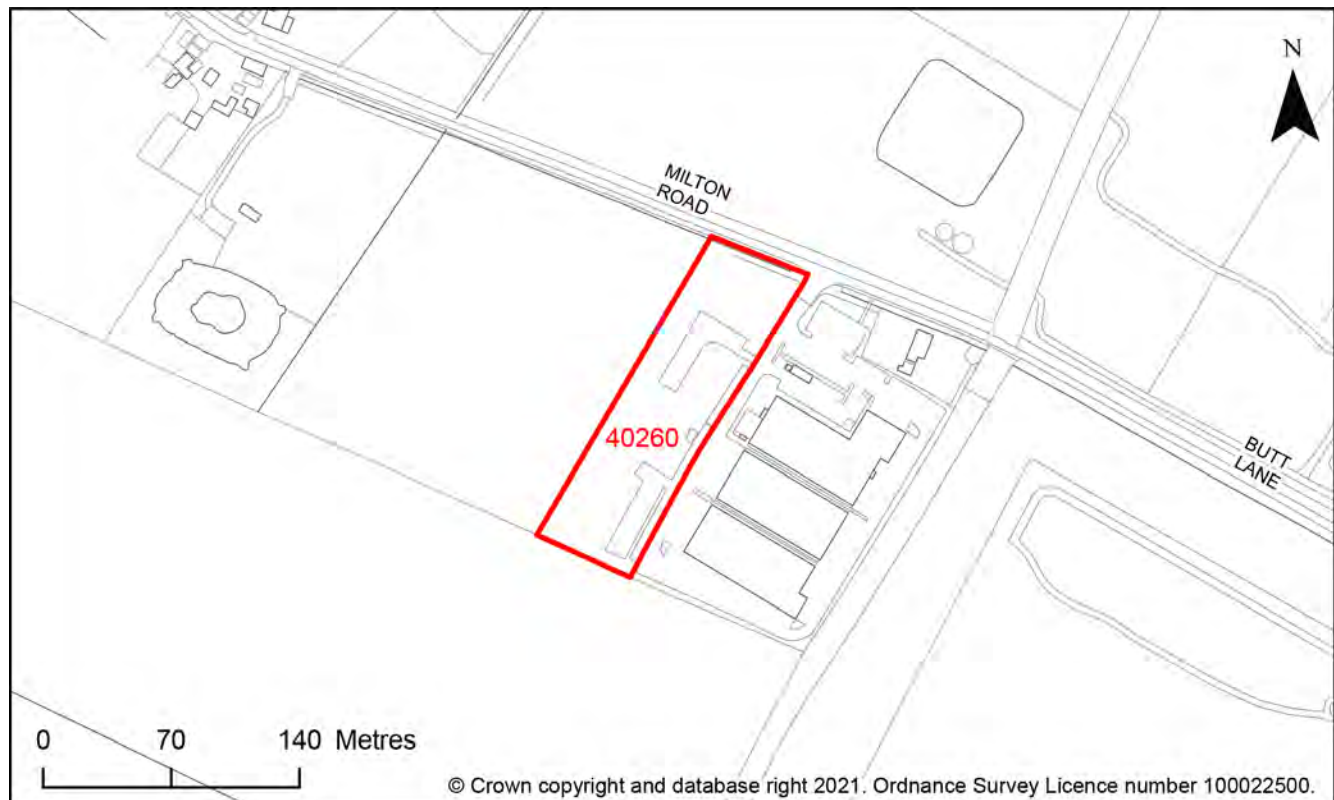 N
MILTON
ROAD
40260
BUTT
LANE
0 70 140 Metres
© Crown copyright and database right 2021. Ordnance Survey Licence number 100022500.